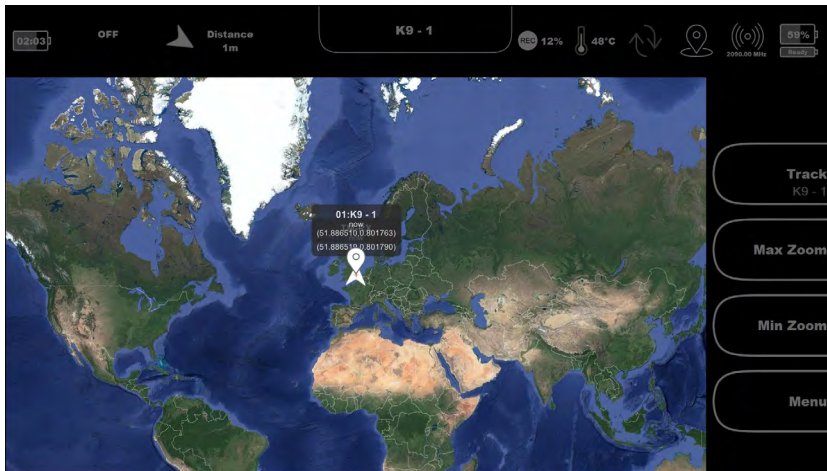 02:03
OFF
Distance
1m
K9 - 1
REC 12%
48°C
2090.00 MHz
59%
Ready
01:K9 - 1
now
(51.886510,0.801763)
(51.886519,0.801790)
Track
K9 - 1
Max Zoom
Min Zoom
Menu